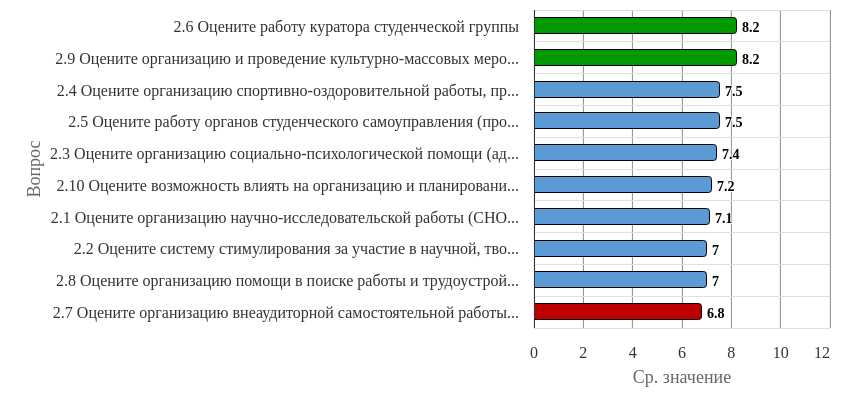 2.6 Оцените работу куратора студенческой группы 8.2
2.9 Оцените организацию и проведение культурно-массовых меро... 8.2
2.4 Оцените организацию спортивно-оздоровительной работы, пр... 7.5
2.5 Оцените работу органов студенческого самоуправления (про... 7.5
2.3 Оцените организацию социально-психологической помощи (ад... 7.4
2.10 Оцените возможность влиять на организацию и планировани... 7.2
2.1 Оцените организацию научно-исследовательской работы (СНО... 7.1
2.2 Оцените систему стимулирования за участие в научной, тво... 7
2.8 Оцените организацию помощи в поиске работы и трудоустрой... 7
2.7 Оцените организацию внеаудиторной самостоятельной работы... 6.8
Вопрос
0 2 4 6 8 10 12
Ср. значение